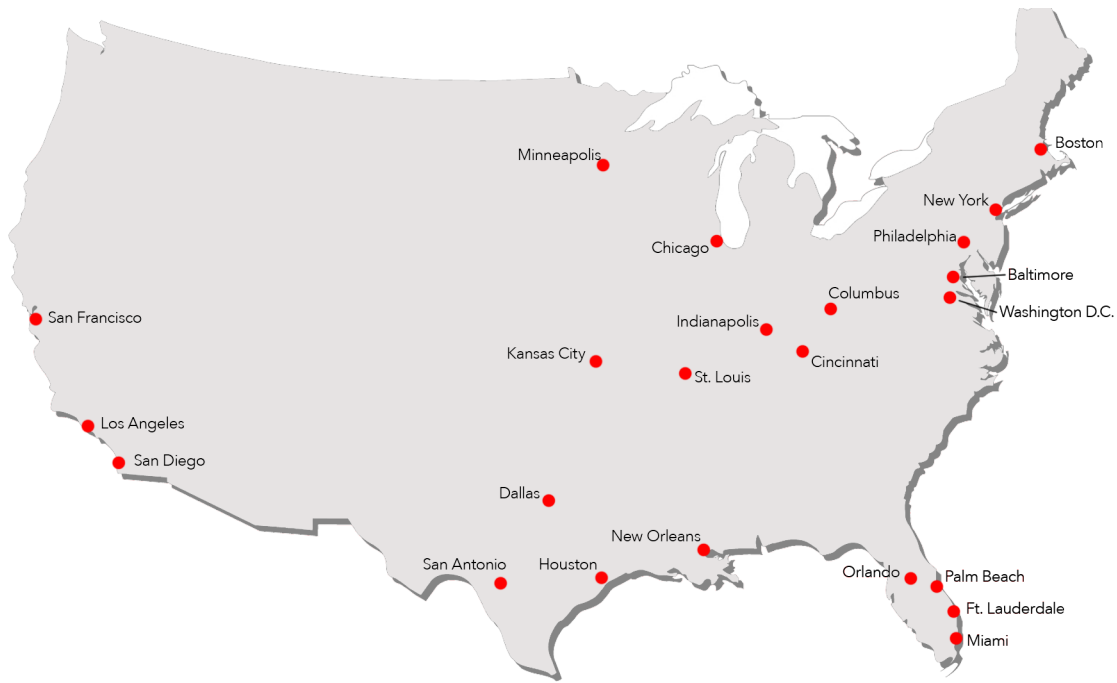 Boston
Minneapolis
New York
Philadelphia
Chicago
Baltimore
Columbus
Washington D.C.
San Francisco
Indianapolis
Kansas City
Cincinnati
St. Louis
Los Angeles
San Diego
Dallas
New Orleans
San Antonio
Houston
Orlando
Palm Beach
Ft. Lauderdale
Miami